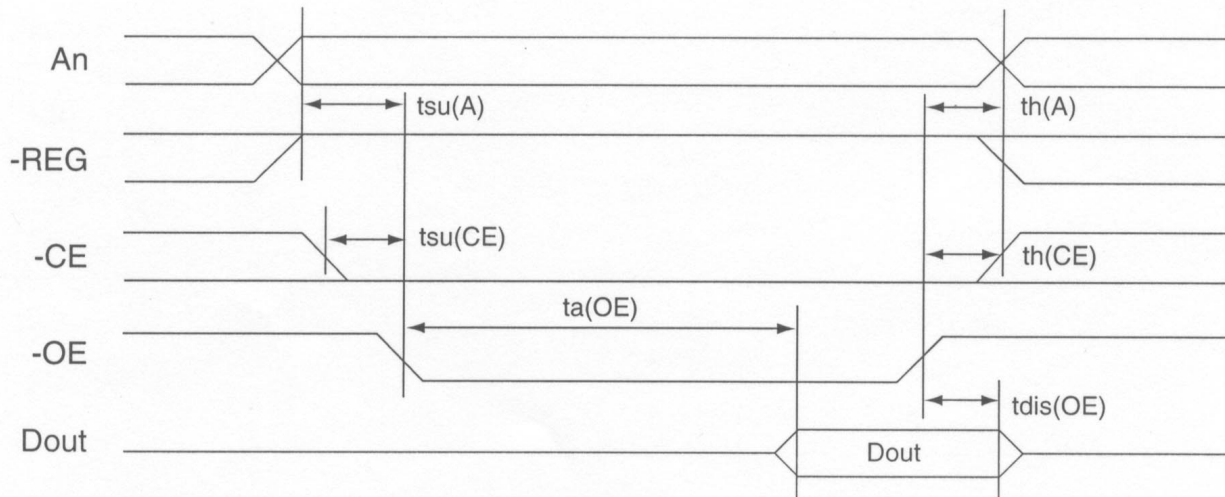 An
tsu(A)
th(A)
-REG
-CE
tsu(CE)
th(CE)
ta(OE)
-OE
tdis(OE)
Dout
Dout